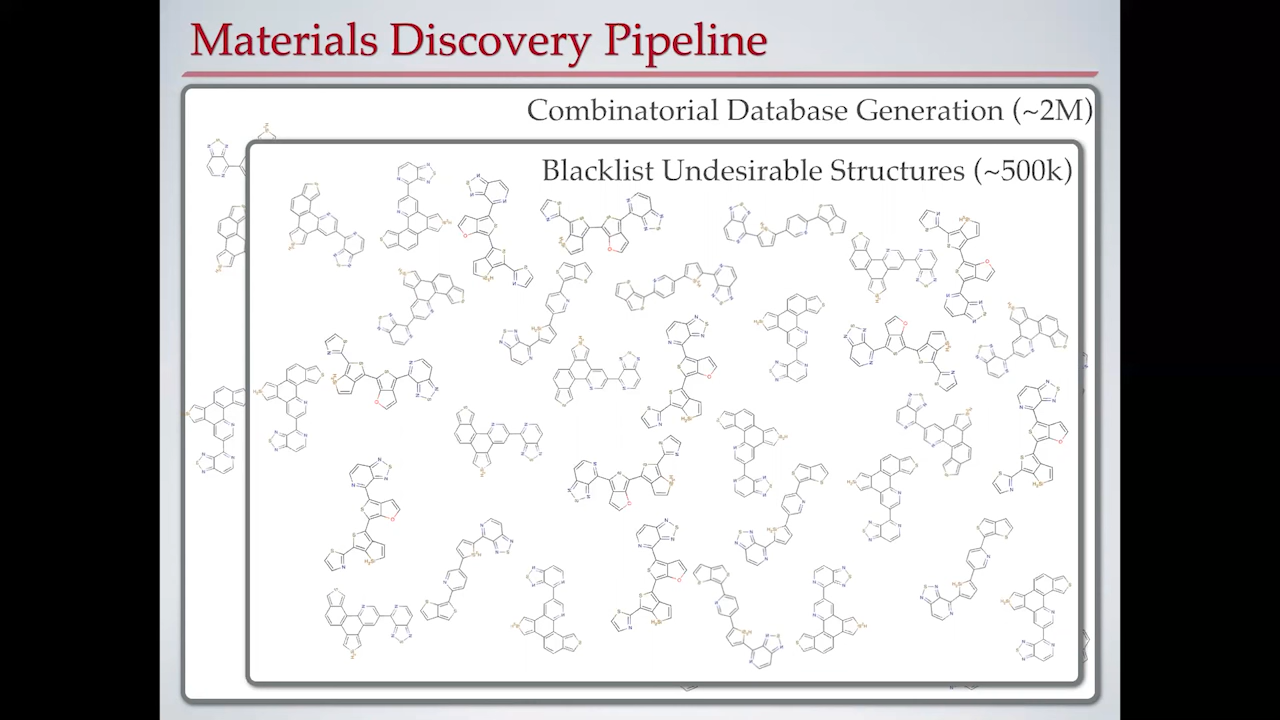 Materials Discovery Pipeline
Combinatorial Database Generation (~2M)
Blacklist Undesirable Structures (~500k)